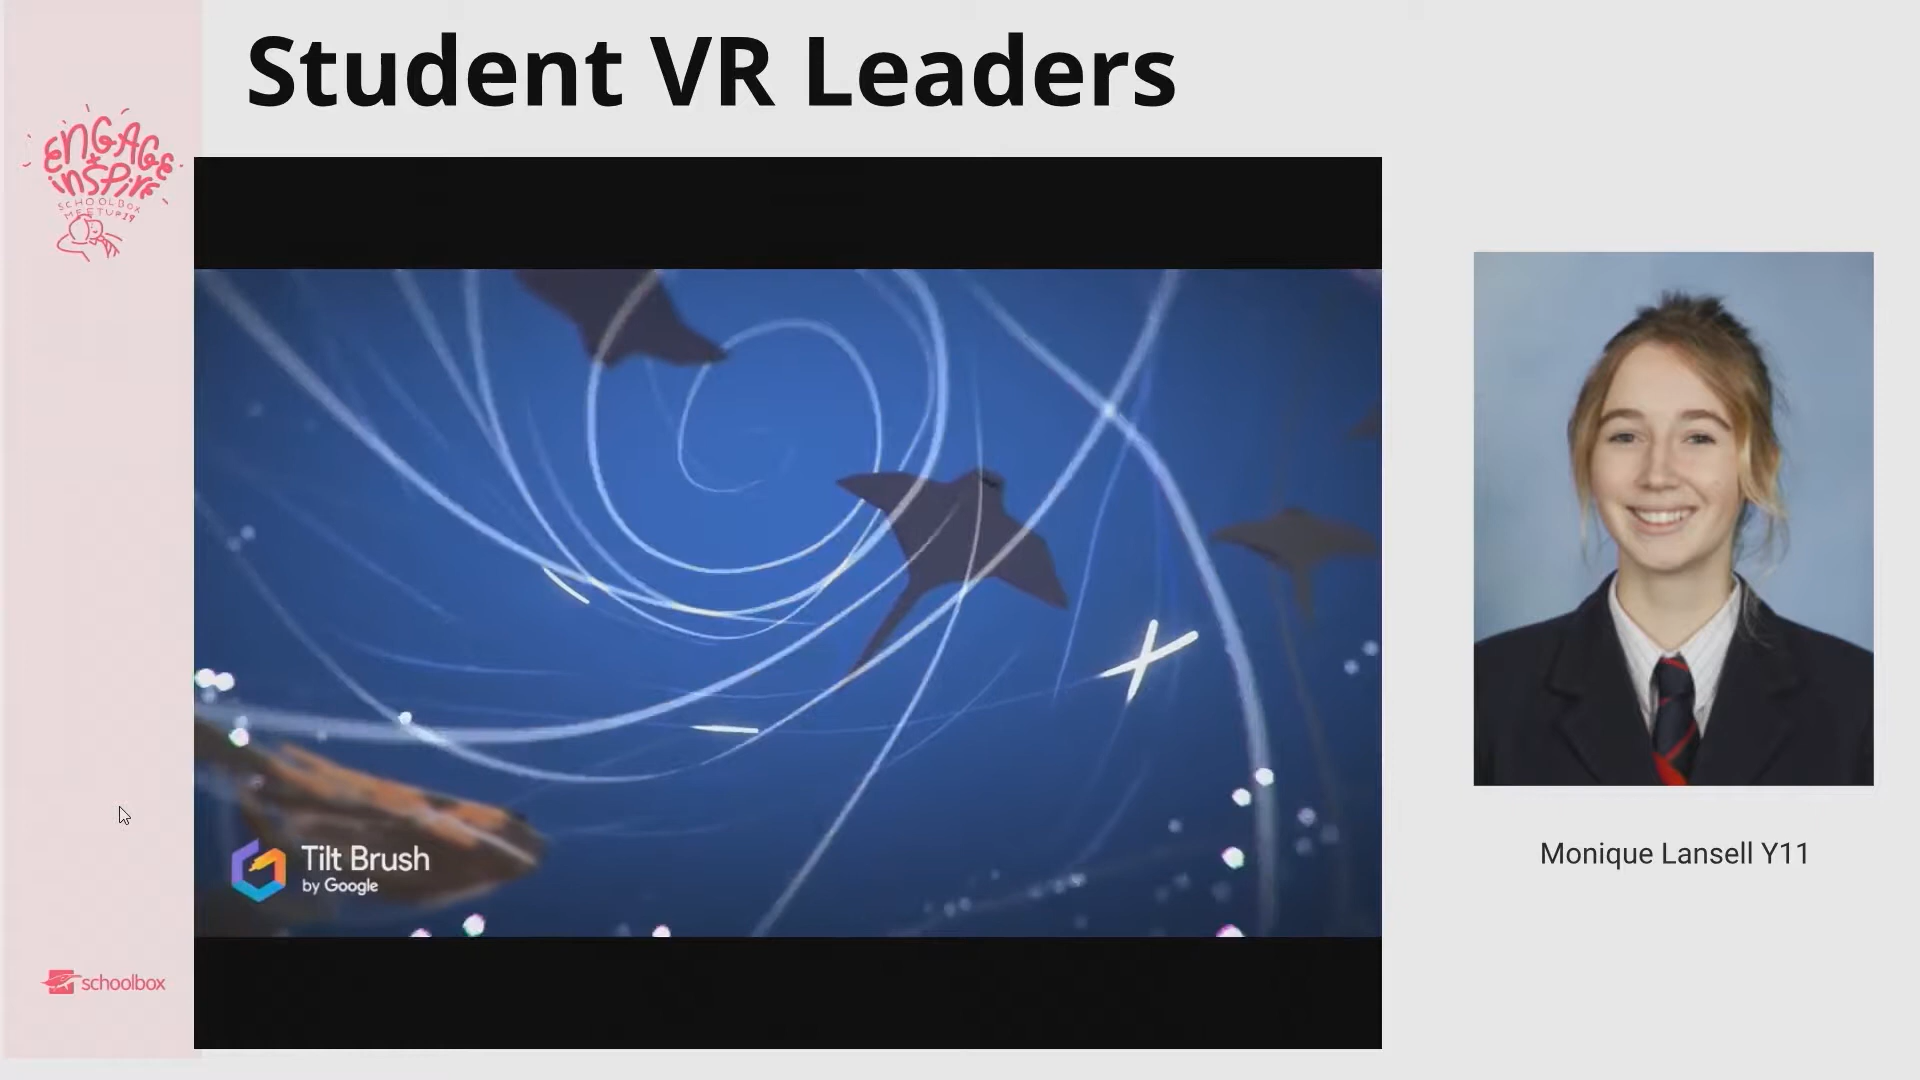 Student VR Leaders
ENGAGE
+
inspire
SCHOOLBOX
MEETUP19
Tilt Brush
by Google
Monique Lansell Y11
schoolbox